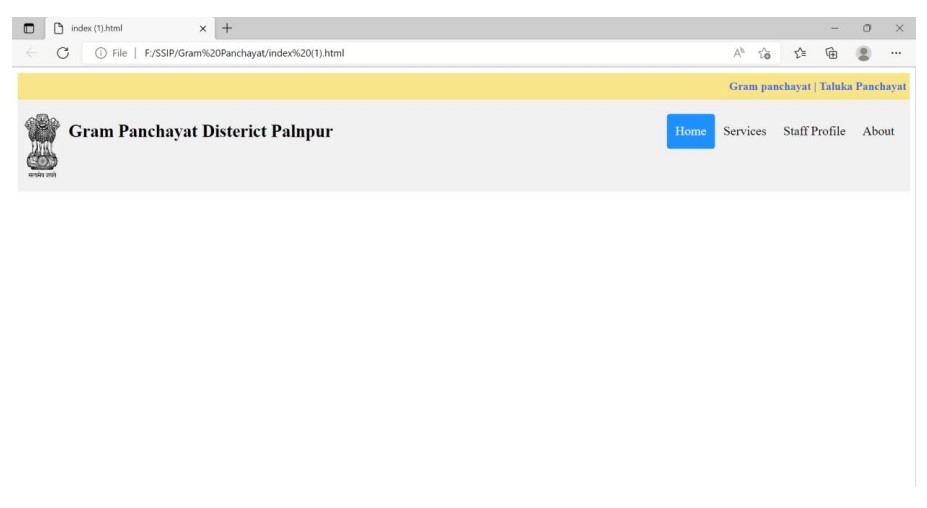 index (1).html
File | F:/SSIP/Gram%20Panchayat/index%20(1).html
Gram panchayat | Taluka Panchayat
Gram Panchayat Disterict Palnpur
Home Services Staff Profile About
सत्यमेव जयते